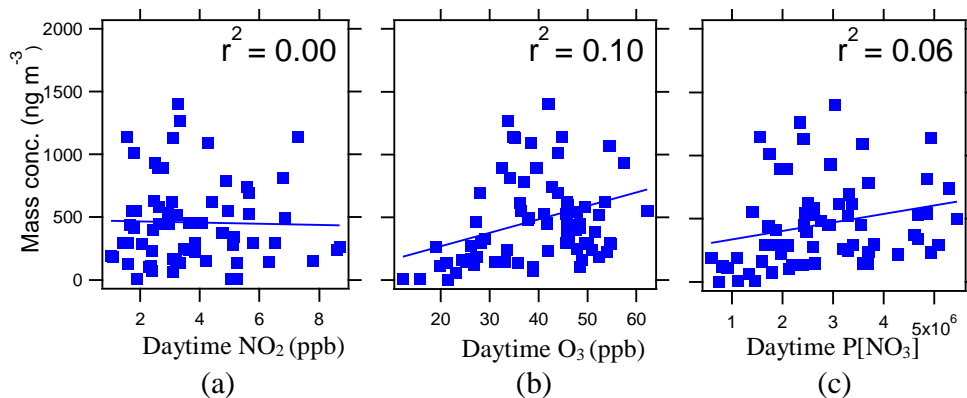 Mass conc. (ng m⁻³)
2000
1500
1000
500
0
r² = 0.00
2 4 6 8
Daytime NO₂ (ppb)
(a)
r² = 0.10
20 30 40 50 60
Daytime O₃ (ppb)
(b)
r² = 0.06
1 2 3 4 5x10⁶
Daytime P[NO₃]
(c)